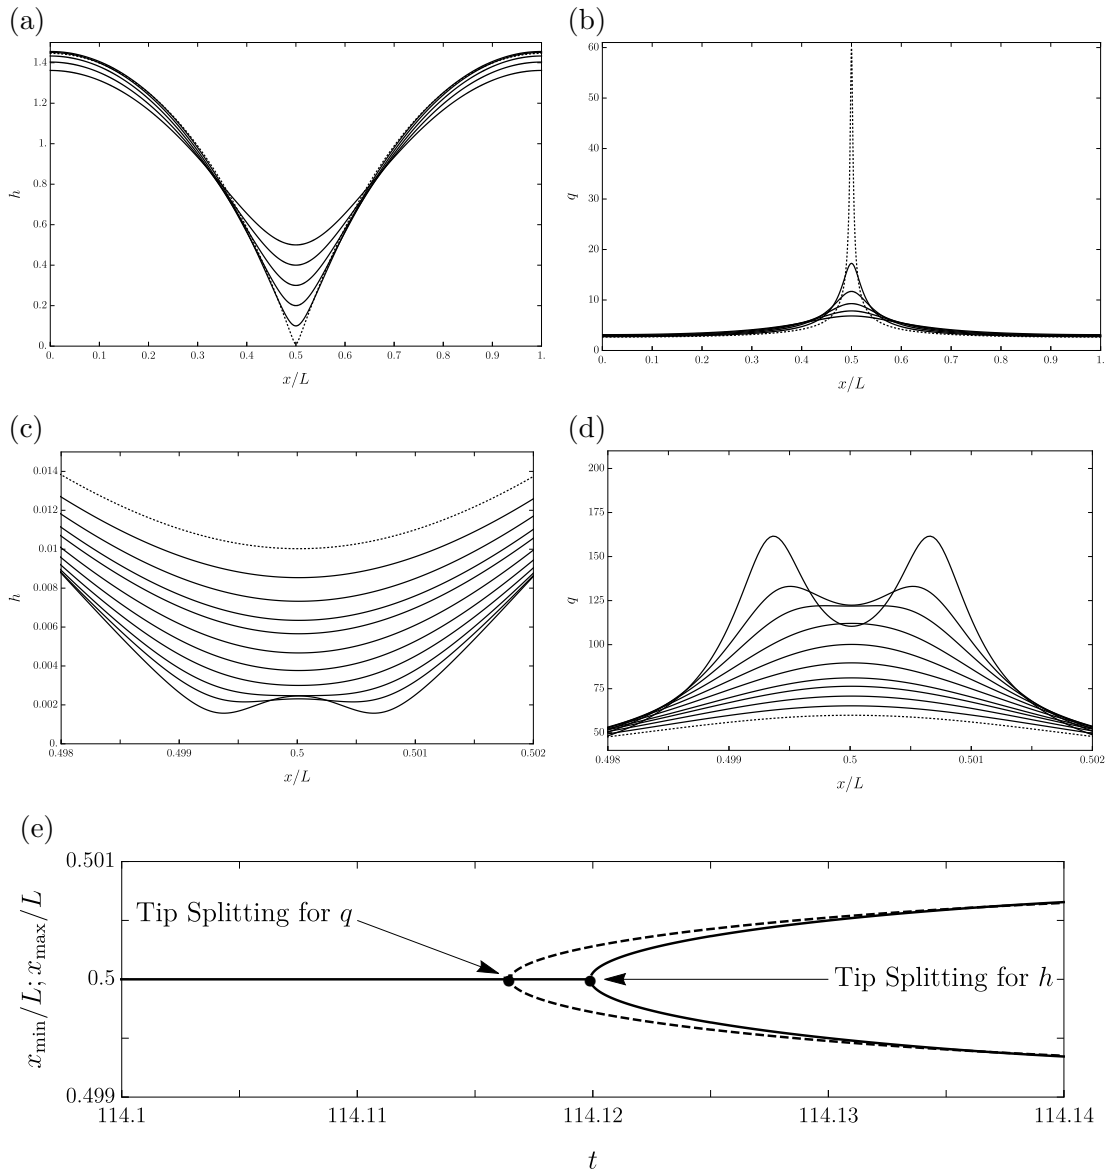 (a)
(b)
1.4
1.2
1.
0.8
0.6
0.4
0.2
0.
h
0. 0.1 0.2 0.3 0.4 0.5 0.6 0.7 0.8 0.9 1.
x/L
60
50
40
30
20
10
0
q
0. 0.1 0.2 0.3 0.4 0.5 0.6 0.7 0.8 0.9 1.
x/L
(c)
(d)
0.014
0.012
0.01
0.008
0.006
0.004
0.002
0.
h
0.498 0.499 0.5 0.501 0.502
x/L
200
175
150
125
100
75
50
q
0.498 0.499 0.5 0.501 0.502
x/L
(e)
0.501
0.5
0.499
x_min/L; x_max/L
Tip Splitting for q
Tip Splitting for h
114.1 114.11 114.12 114.13 114.14
t